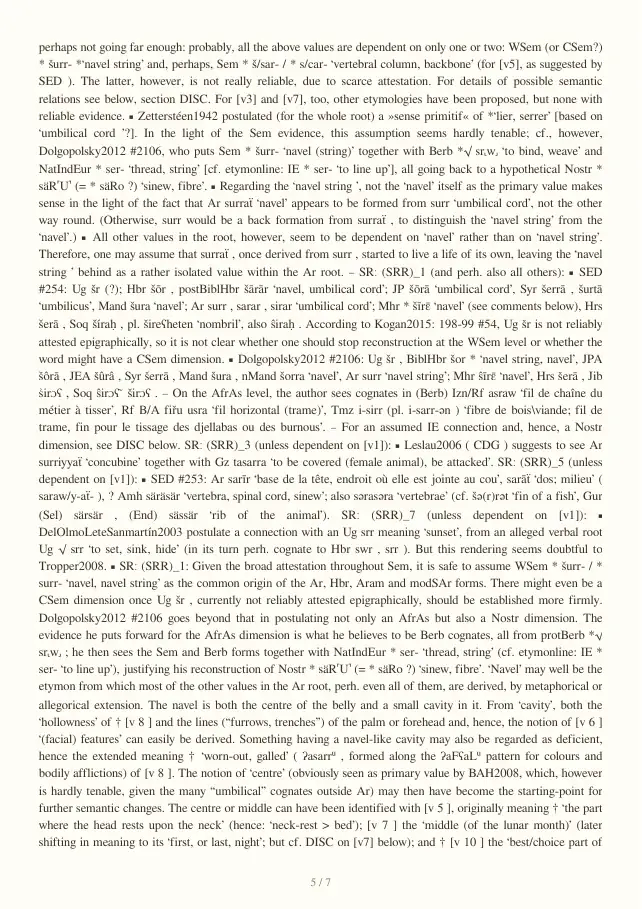 perhaps not going far enough: probably, all the above values are dependent on only one or two: WSem (or CSem?)
* šurr- *‘navel string’ and, perhaps, Sem * š/sar- / * s/car- ‘vertebral column, backbone’ (for [v5], as suggested by
SED ). The latter, however, is not really reliable, due to scarce attestation. For details of possible semantic
relations see below, section DISC. For [v3] and [v7], too, other etymologies have been proposed, but none with
reliable evidence. ▪ Zetterstéen1942 postulated (for the whole root) a »sense primitif« of *‘lier, serrer’ [based on
‘umbilical cord ’?]. In the light of the Sem evidence, this assumption seems hardly tenable; cf., however,
Dolgopolsky2012 #2106, who puts Sem * šurr- ‘navel (string)’ together with Berb *√ srˌwˌ ‘to bind, weave’ and
NatIndEur * ser- ‘thread, string’ [cf. etymonline: IE * ser- ‘to line up’], all going back to a hypothetical Nostr *
säR˹U˺ (= * säRo ?) ‘sinew, fibre’. ▪ Regarding the ‘navel string ’, not the ‘navel’ itself as the primary value makes
sense in the light of the fact that Ar surraẗ ‘navel’ appears to be formed from surr ‘umbilical cord’, not the other
way round. (Otherwise, surr would be a back formation from surraẗ , to distinguish the ‘navel string’ from the
‘navel’.) ▪ All other values in the root, however, seem to be dependent on ‘navel’ rather than on ‘navel string’.
Therefore, one may assume that surraẗ , once derived from surr , started to live a life of its own, leaving the ‘navel
string ’ behind as a rather isolated value within the Ar root. – SR: (SRR)_1 (and perh. also all others): ▪ SED
#254: Ug šr (?); Hbr šōr , postBiblHbr šārār ‘navel, umbilical cord’; JP šōrā ‘umbilical cord’, Syr šerrā , šurtā
‘umbilicus’, Mand šura ‘navel’; Ar surr , sarar , sirar ‘umbilical cord’; Mhr * šīrē ‘navel’ (see comments below), Hrs
šerā , Soq šíraḥ , pl. šireʕheten ‘nombril’, also širaḥ . According to Kogan2015: 198-99 #54, Ug šr is not reliably
attested epigraphically, so it is not clear whether one should stop reconstruction at the WSem level or whether the
word might have a CSem dimension. ▪ Dolgopolsky2012 #2106: Ug šr , BiblHbr šor * ‘navel string, navel’, JPA
šōrā , JEA šûrâ , Syr šerrā , Mand šura , nMand šorra ‘navel’, Ar surr ‘navel string’; Mhr šīrē ‘navel’, Hrs šerā , Jib
širɔʕ , Soq širɔʕ širɔʕ . – On the AfrAs level, the author sees cognates in (Berb) Izn/Rf asraw ‘fil de chaîne du
métier à tisser’, Rf B/A fiřu usra ‘fil horizontal (trame)’, Tmz i-sirr (pl. i-sarr-ən ) ‘fibre de bois\viande; fil de
trame, fin pour le tissage des djellabas ou des burnous’. – For an assumed IE connection and, hence, a Nostr
dimension, see DISC below. SR: (SRR)_3 (unless dependent on [v1]): ▪ Leslau2006 ( CDG ) suggests to see Ar
surriyyaẗ ‘concubine’ together with Gz tasarra ‘to be covered (female animal), be attacked’. SR: (SRR)_5 (unless
dependent on [v1]): ▪ SED #253: Ar sarīr ‘base de la tête, endroit où elle est jointe au cou’, sarāẗ ‘dos; milieu’ (
saraw/y-aẗ- ), ? Amh säräsär ‘vertebra, spinal cord, sinew’; also sərasəra ‘vertebrae’ (cf. šə(r)rət ‘fin of a fish’, Gur
(Sel) särsär , (End) sässär ‘rib of the animal’). SR: (SRR)_7 (unless dependent on [v1]): ▪
DelOlmoLeteSanmartín2003 postulate a connection with an Ug srr meaning ‘sunset’, from an alleged verbal root
Ug √ srr ‘to set, sink, hide’ (in its turn perh. cognate to Hbr swr , srr ). But this rendering seems doubtful to
Tropper2008. ▪ SR: (SRR)_1: Given the broad attestation throughout Sem, it is safe to assume WSem * šurr- / *
surr- ‘navel, navel string’ as the common origin of the Ar, Hbr, Aram and modSAr forms. There might even be a
CSem dimension once Ug šr , currently not reliably attested epigraphically, should be established more firmly.
Dolgopolsky2012 #2106 goes beyond that in postulating not only an AfrAs but also a Nostr dimension. The
evidence he puts forward for the AfrAs dimension is what he believes to be Berb cognates, all from protBerb *√
srˌwˌ ; he then sees the Sem and Berb forms together with NatIndEur * ser- ‘thread, string’ (cf. etymonline: IE *
ser- ‘to line up’), justifying his reconstruction of Nostr * säR˹U˺ (= * säRo ?) ‘sinew, fibre’. ‘Navel’ may well be the
etymon from which most of the other values in the Ar root, perh. even all of them, are derived, by metaphorical or
allegorical extension. The navel is both the centre of the belly and a small cavity in it. From ‘cavity’, both the
‘hollowness’ of † [v 8 ] and the lines (“furrows, trenches”) of the palm or forehead and, hence, the notion of [v 6 ]
‘(facial) features’ can easily be derived. Something having a navel-like cavity may also be regarded as deficient,
hence the extended meaning † ‘worn-out, galled’ ( ʔasarrᵘ , formed along the ʔaFʕaLᵘ pattern for colours and
bodily afflictions) of [v 8 ]. The notion of ‘centre’ (obviously seen as primary value by BAH2008, which, however
is hardly tenable, given the many “umbilical” cognates outside Ar) may then have become the starting-point for
further semantic changes. The centre or middle can have been identified with [v 5 ], originally meaning † ‘the part
where the head rests upon the neck’ (hence: ‘neck-rest > bed’); [v 7 ] the ‘middle (of the lunar month)’ (later
shifting in meaning to its ‘first, or last, night’; but cf. DISC on [v7] below); and † [v 10 ] the ‘best/choice part of
5 / 7